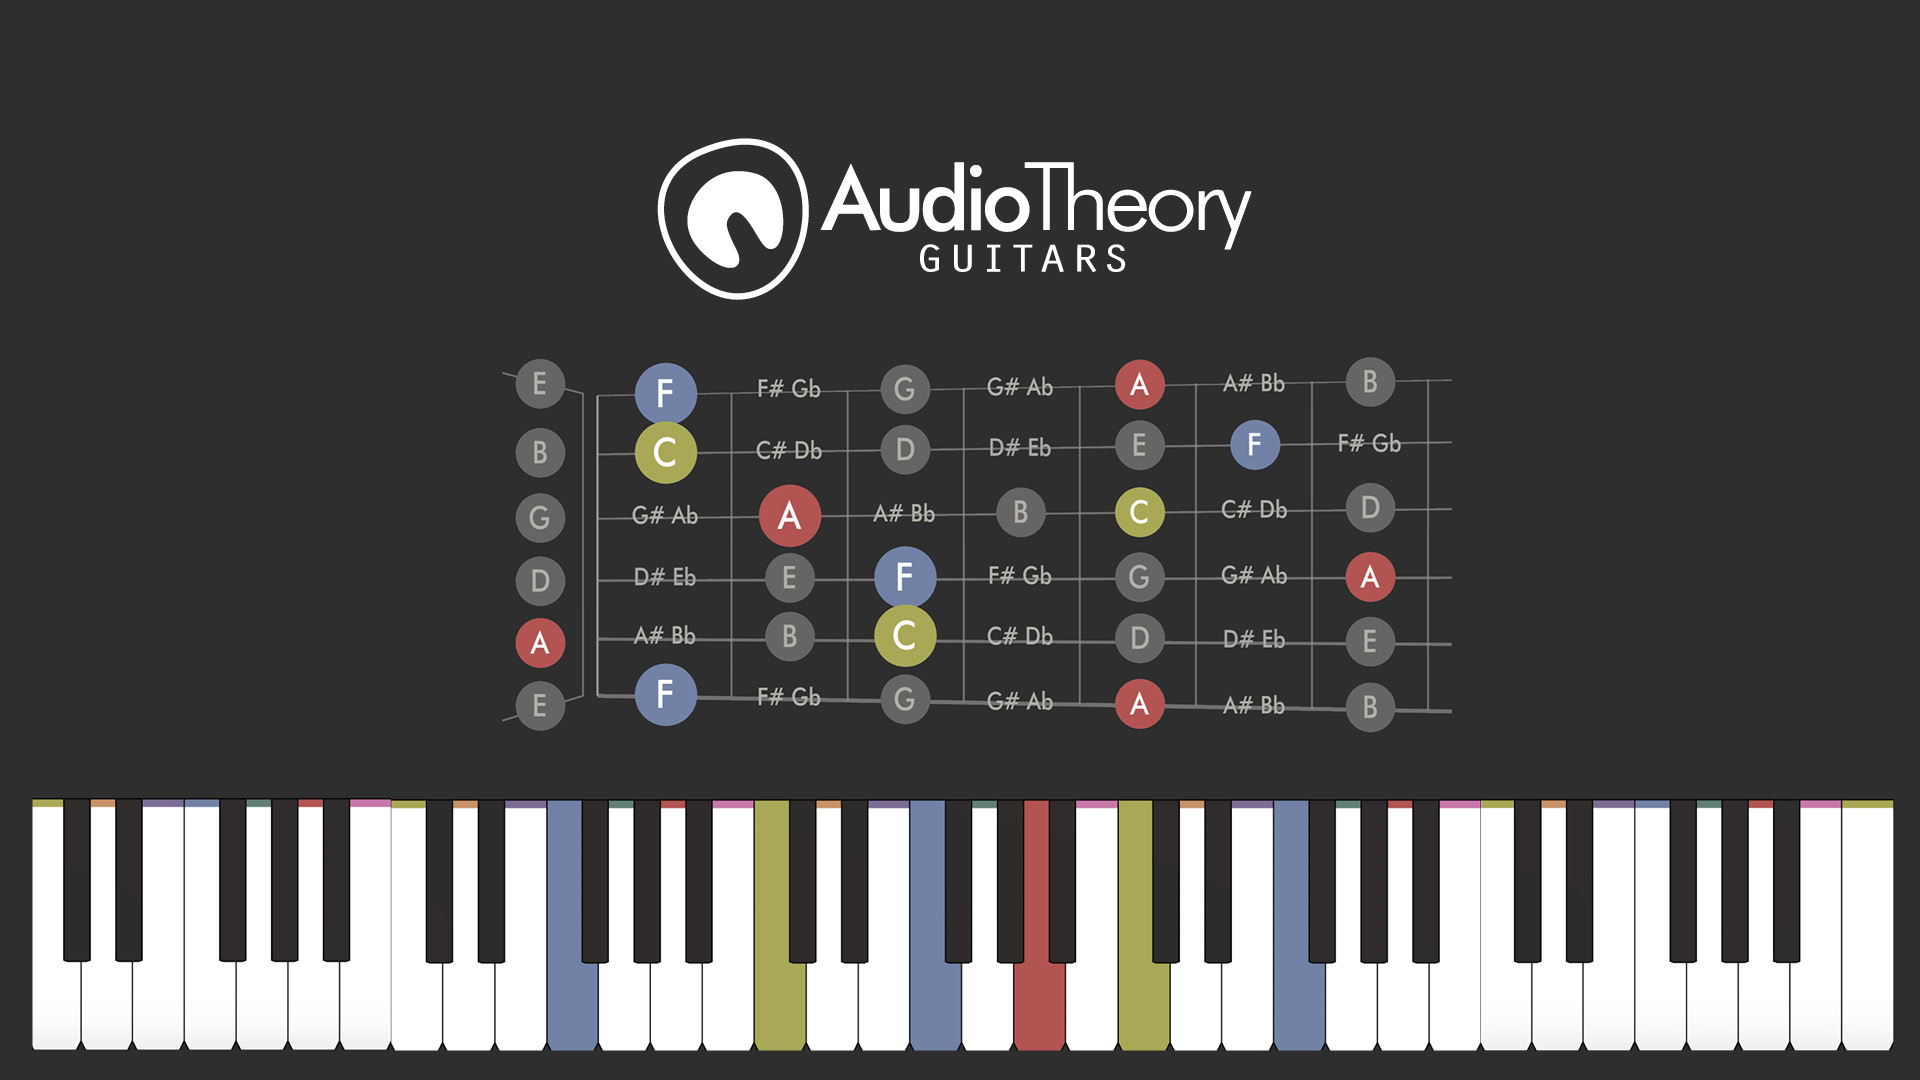 AudioTheory
GUITARS
E F F# Gb G G# Ab A A# Bb B
B C C# Db D D# Eb E F F# Gb
G G# Ab A A# Bb B C C# Db D
D D# Eb E F F# Gb G G# Ab A
A A# Bb B C C# Db D D# Eb E
E F F# Gb G G# Ab A A# Bb B